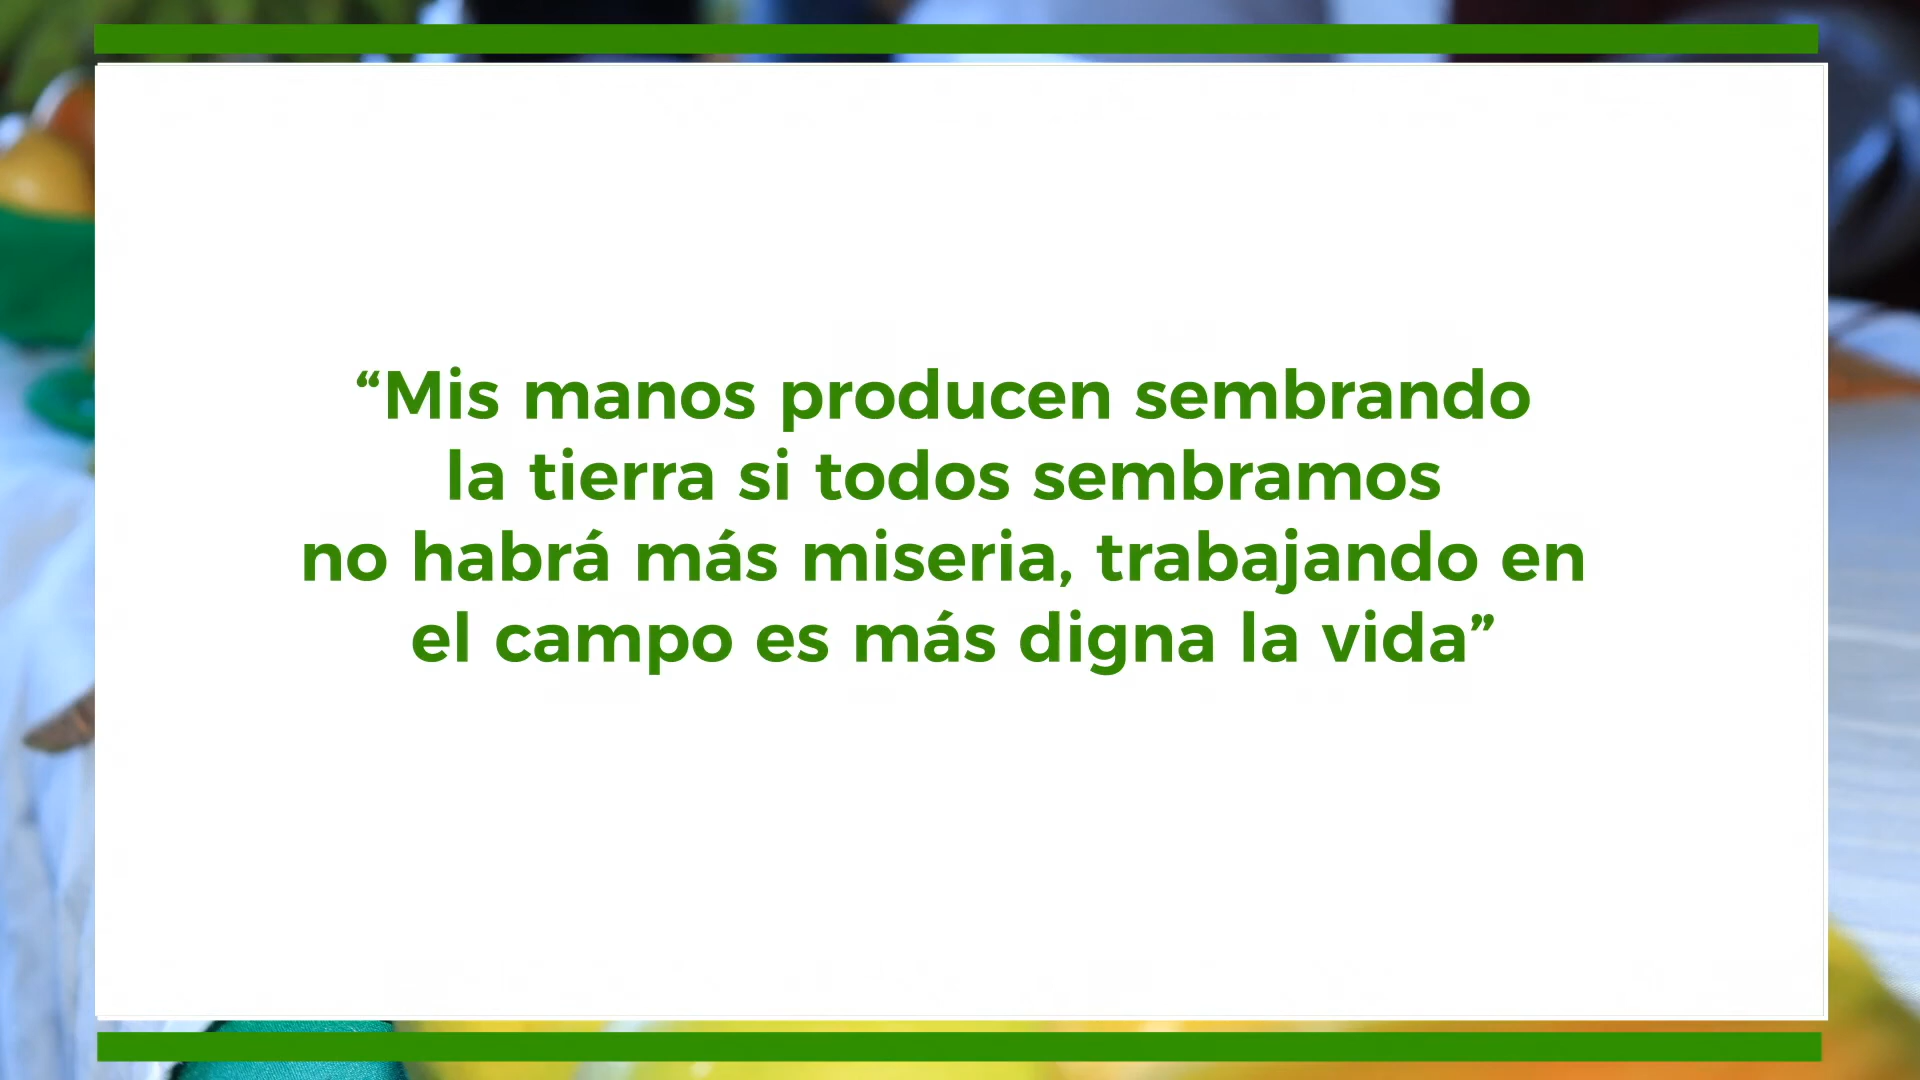 “Mis manos producen sembrando
la tierra si todos sembramos
no habrá más miseria, trabajando en
el campo es más digna la vida”